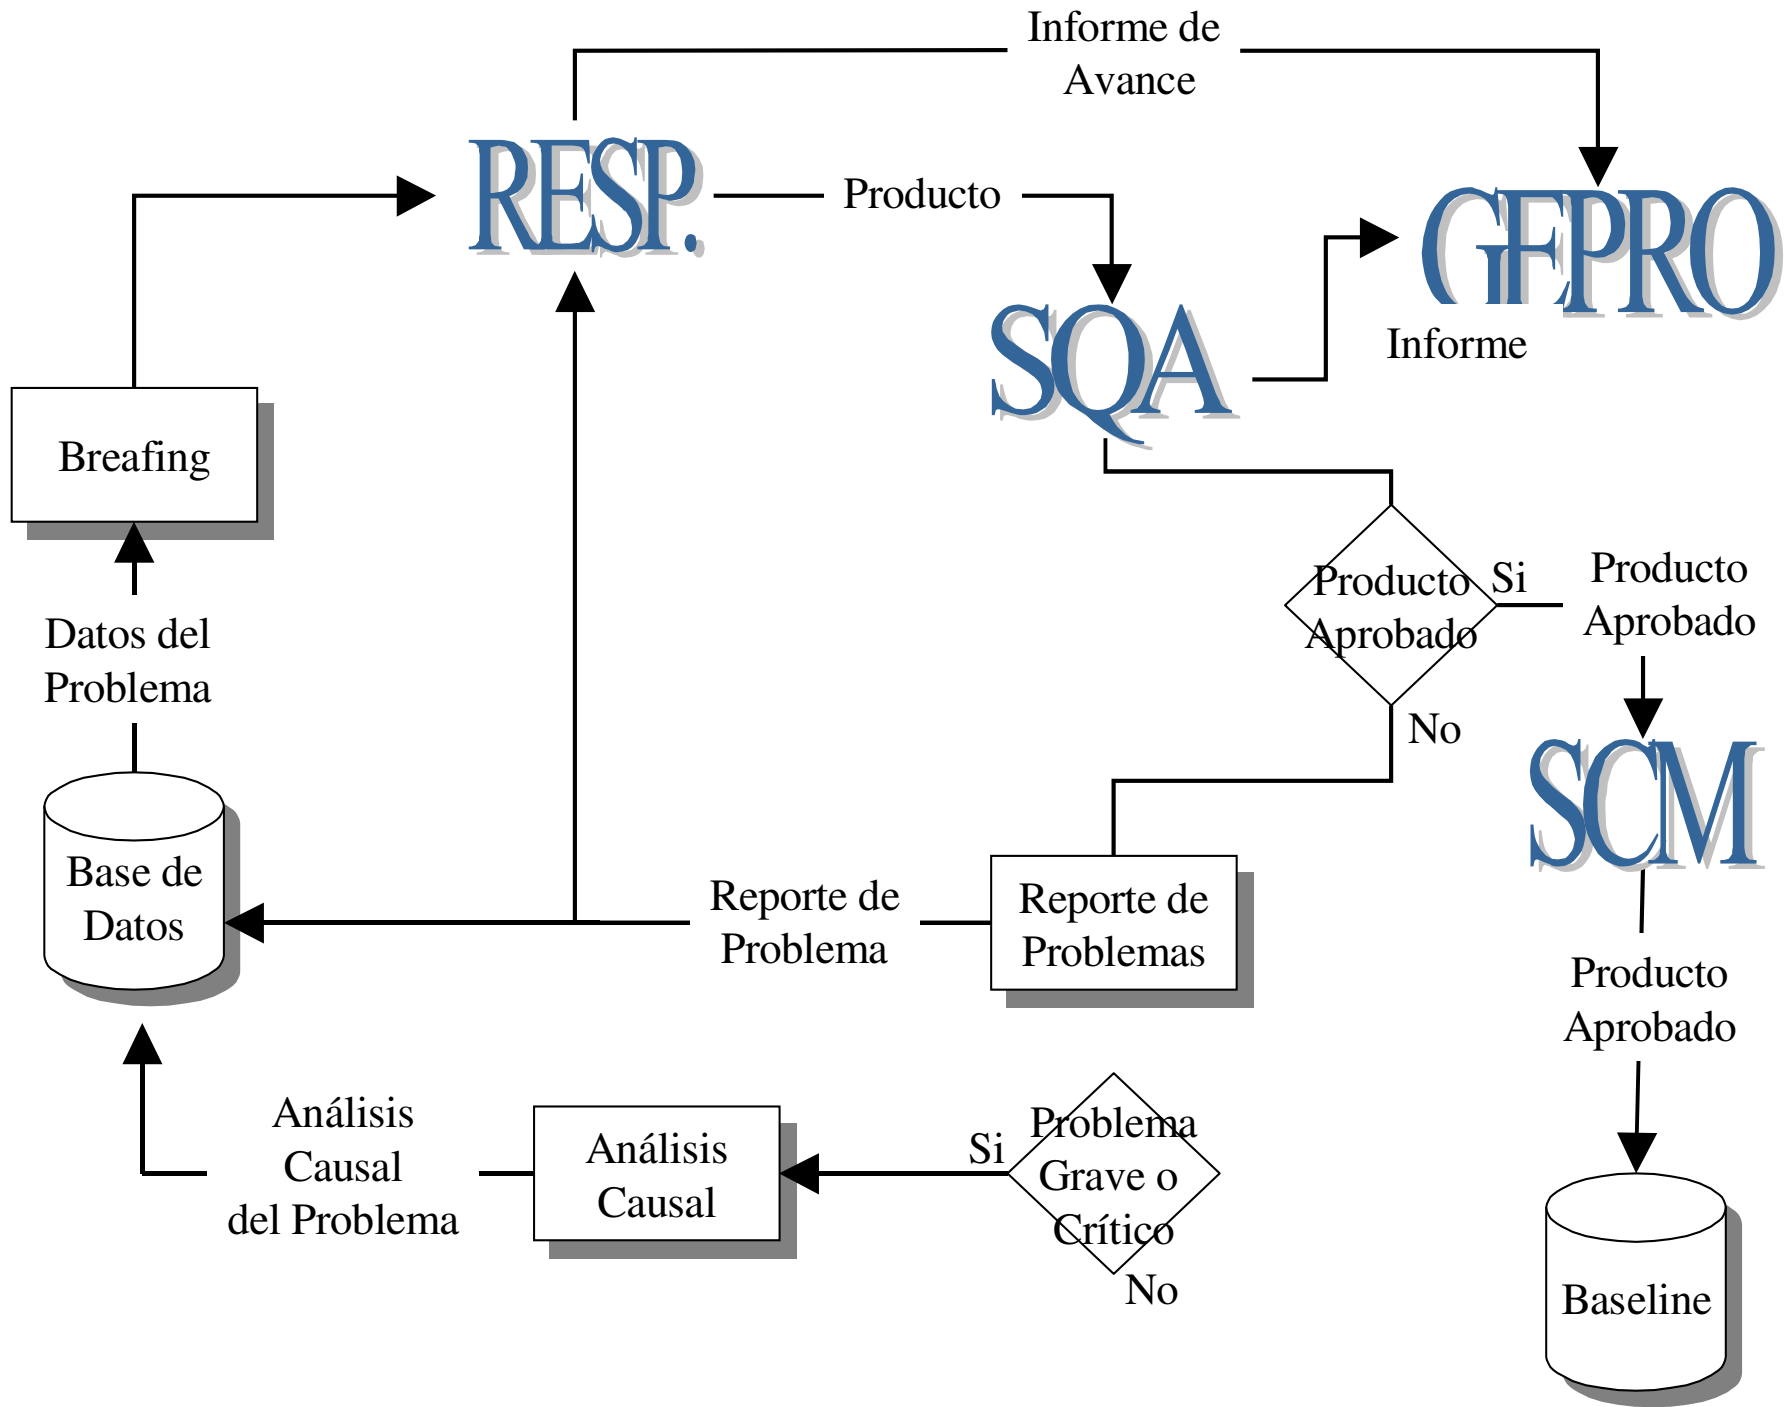 Informe de
Avance
RESP.
Producto
GEPRO
SQA
Informe
Breafing
Producto
Aprobado
Si
Producto
Aprobado
Datos del
Problema
No
SCM
Base de
Datos
Reporte de
Problema
Reporte de
Problemas
Producto
Aprobado
Análisis
Causal
del Problema
Análisis
Causal
Si
Problema
Grave o
Crítico
No
Baseline